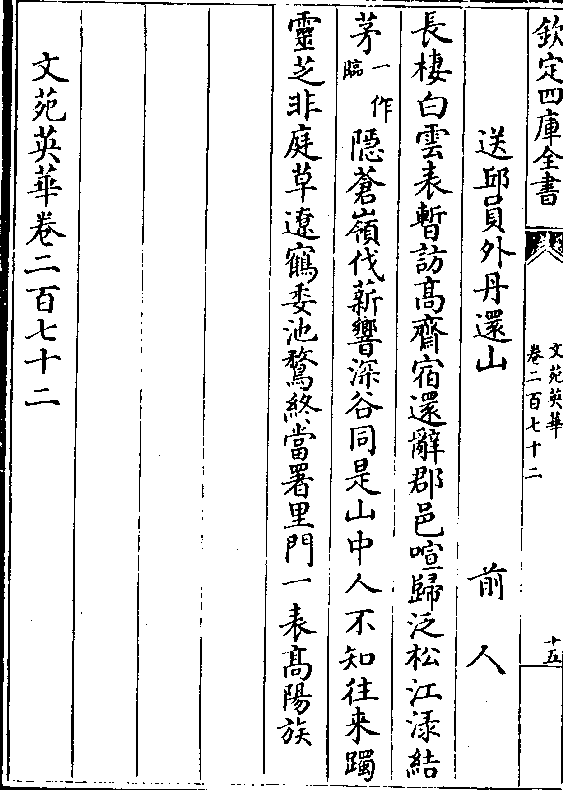 欽定四庫全書
文苑英華
卷二百七十二
十五
送邱員外丹還山 前人
長棲白雲表暫訪高齋宿還辭郡邑喧歸泛松江淥結
茅一作臨隠蒼嶺伐薪響深谷同是山中人不知往來躅
靈芝非庭草遼鶴委池鶩終當署里門一表高陽族
文苑英華卷二百七十二